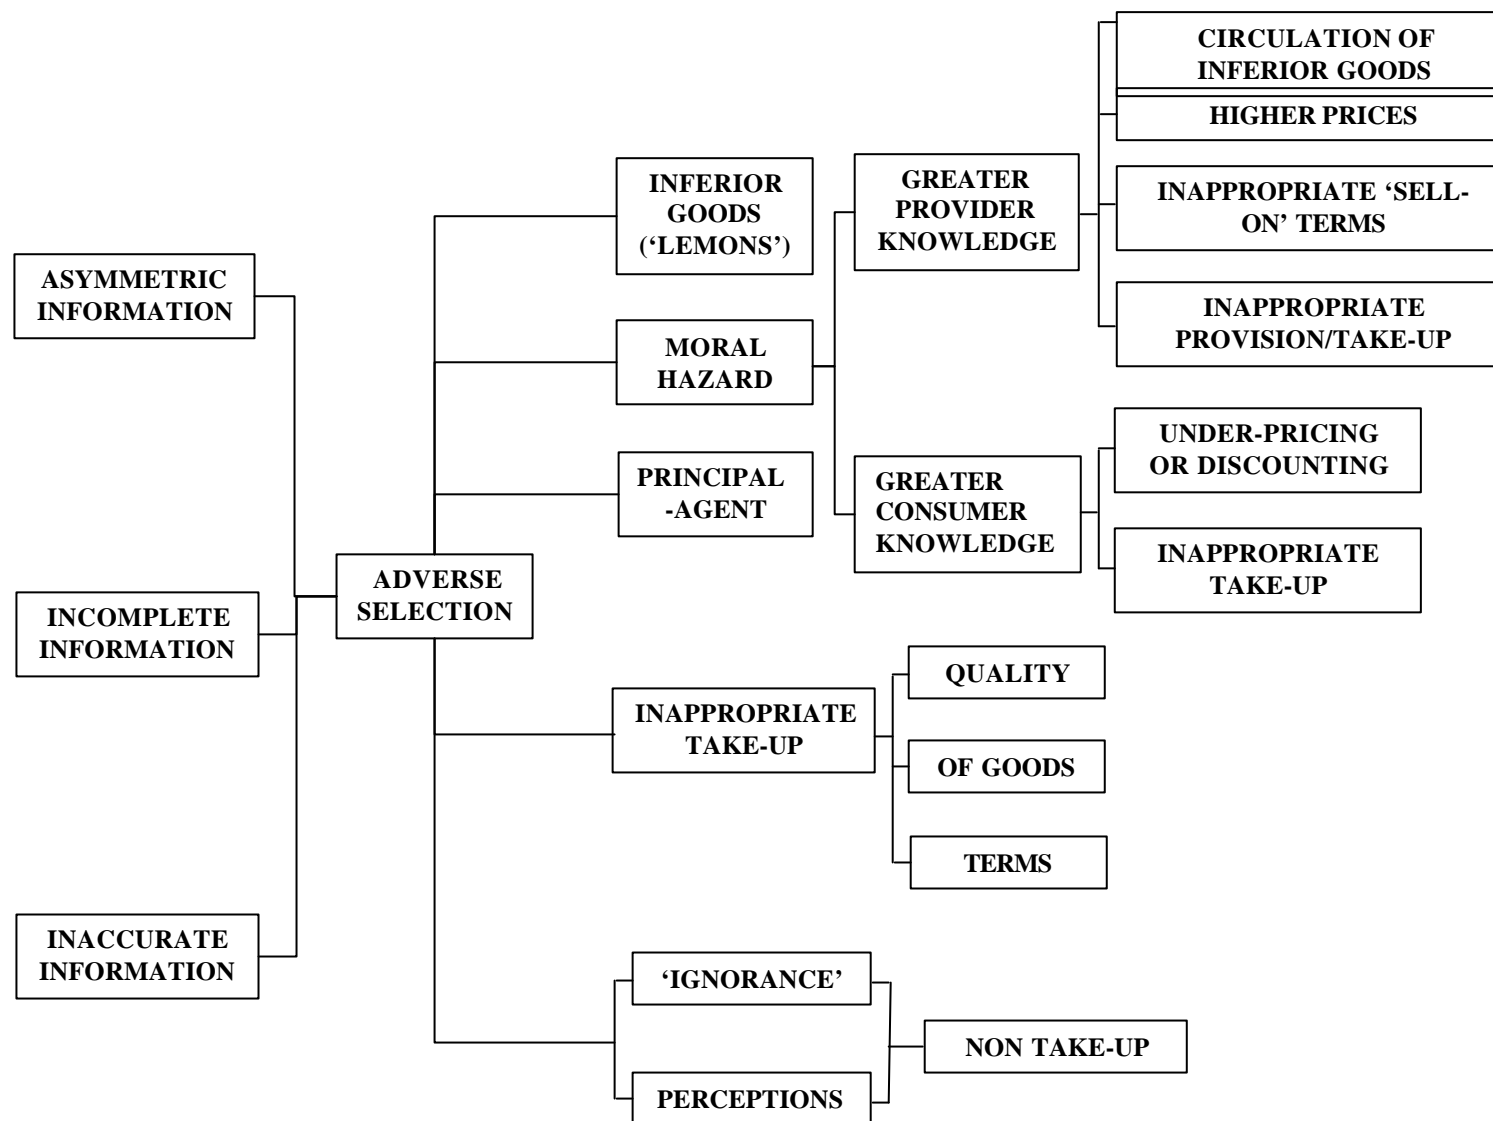 CIRCULATION OF
INFERIOR GOODS
HIGHER PRICES
INFERIOR
GOODS
(‘LEMONS’)
GREATER
PROVIDER
KNOWLEDGE
INAPPROPRIATE ‘SELL-
ON’ TERMS
ASYMMETRIC
INFORMATION
INAPPROPRIATE
PROVISION/TAKE-UP
MORAL
HAZARD
UNDER-PRICING
OR DISCOUNTING
PRINCIPAL
-AGENT
GREATER
CONSUMER
KNOWLEDGE
INAPPROPRIATE
TAKE-UP
ADVERSE
SELECTION
INCOMPLETE
INFORMATION
QUALITY
INAPPROPRIATE
TAKE-UP
OF GOODS
TERMS
INACCURATE
INFORMATION
‘IGNORANCE’
NON TAKE-UP
PERCEPTIONS